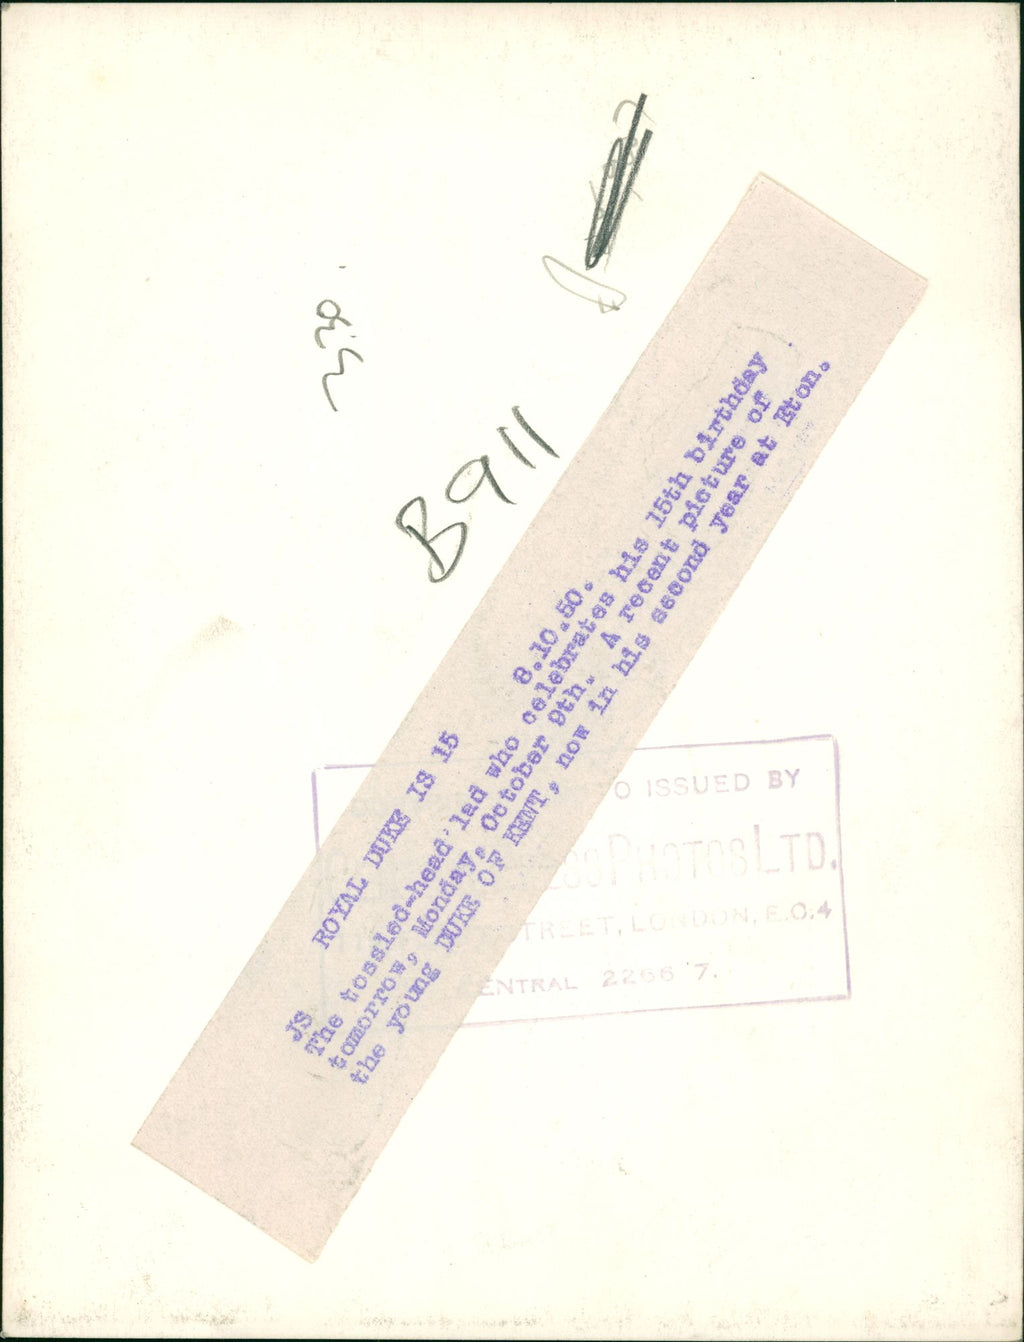 B911
JS ROYAL DUKE IS 15 8.10.50.
The tossled-head lad who celebrates his 15th birthday
tomorrow, Monday, October 9th. A recent picture of
the young DUKE OF KENT, now in his second year at Eton.
O ISSUED BY
PHOTOS LTD.
TREET, LONDON, E.C.4
ENTRAL 2266 7.